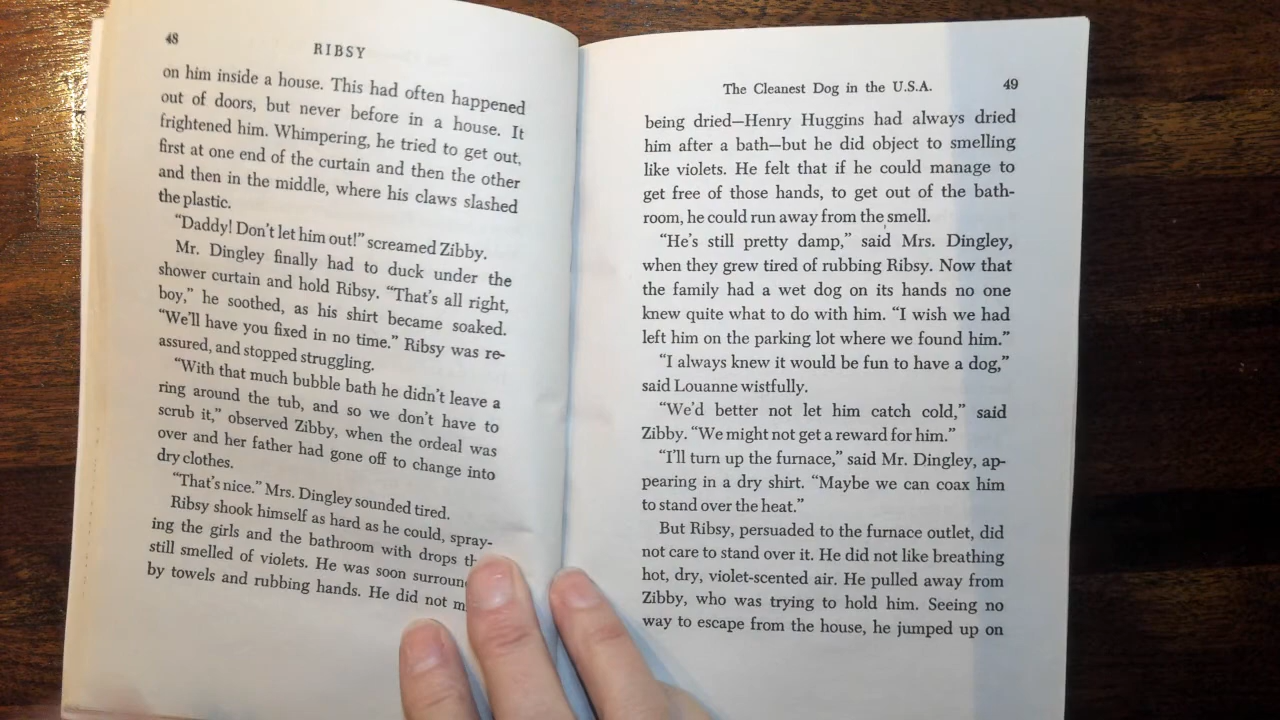 48
RIBSY
on him inside a house. This had often happened
out of doors, but never before in a house. It
frightened him. Whimpering, he tried to get out,
first at one end of the curtain and then the other
and then in the middle, where his claws slashed
the plastic.
“Daddy! Don't let him out!” screamed Zibby.
Mr. Dingley finally had to duck under the
shower curtain and hold Ribsy. “That's all right,
boy,” he soothed, as his shirt became soaked.
“We'll have you fixed in no time.” Ribsy was re-
assured, and stopped struggling.
“With that much bubble bath he didn't leave a
ring around the tub, and so we don't have to
scrub it,” observed Zibby, when the ordeal was
over and her father had gone off to change into
dry clothes.
“That's nice.” Mrs. Dingley sounded tired.
Ribsy shook himself as hard as he could, spray-
ing the girls and the bathroom with drops
still smelled of violets. He was soon
by towels and rubbing hands. He did not
The Cleanest Dog in the U.S.A.
49
being dried—Henry Huggins had always dried
him after a bath—but he did object to smelling
like violets. He felt that if he could manage to
get free of those hands, to get out of the bath-
room, he could run away from the smell.
“He's still pretty damp,” said Mrs. Dingley,
when they grew tired of rubbing Ribsy. Now that
the family had a wet dog on its hands no one
knew quite what to do with him. “I wish we had
left him on the parking lot where we found him.”
“I always knew it would be fun to have a dog,”
said Louanne wistfully.
“We'd better not let him catch cold,” said
Zibby. “We might not get a reward for him.”
“I'll turn up the furnace,” said Mr. Dingley, ap-
pearing in a dry shirt. “Maybe we can coax him
to stand over the heat.”
But Ribsy, persuaded to the furnace outlet, did
not care to stand over it. He did not like breathing
hot, dry, violet-scented air. He pulled away from
Zibby, who was trying to hold him. Seeing no
way to escape from the house, he jumped up on